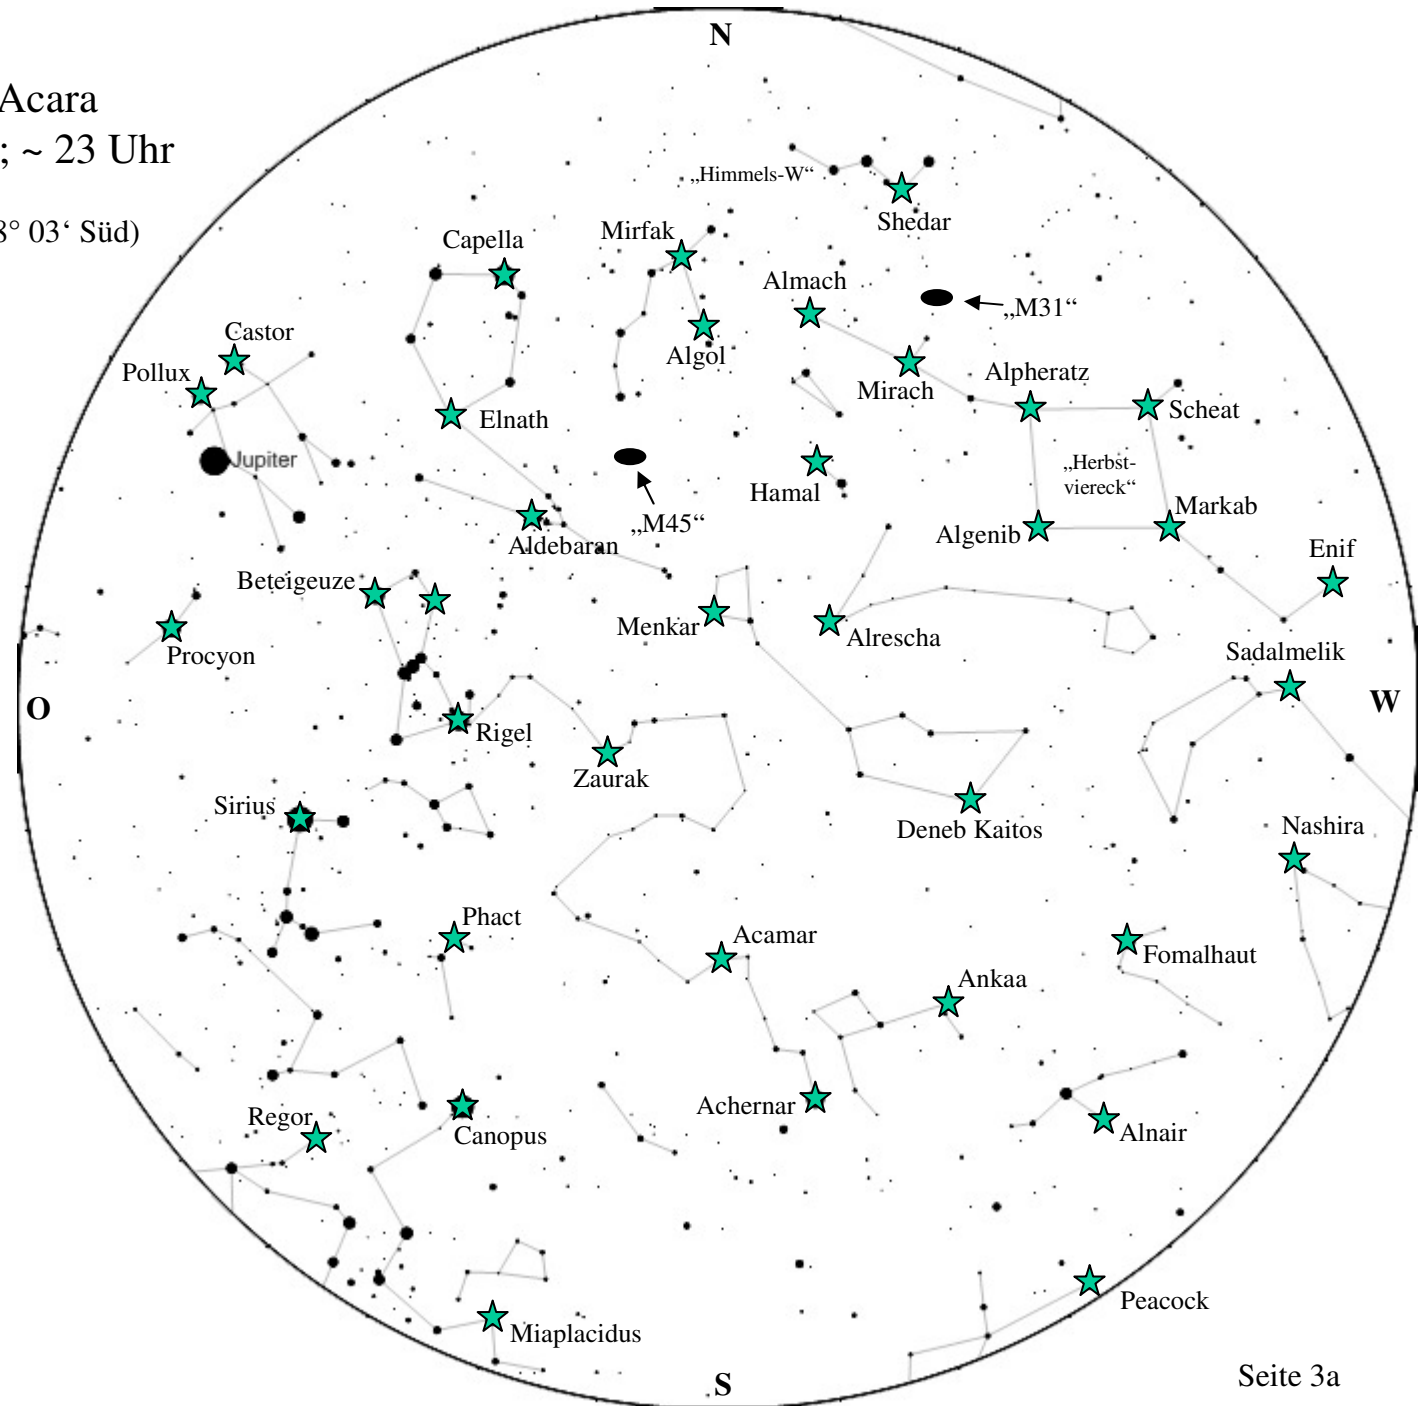 N
Acara
; ~ 23 Uhr
8° 03‘ Süd)
„Himmels-W“
Shedar
Mirfak
Capella
Almach
„M31“
Castor
Algol
Pollux
Mirach
Alpheratz
Scheat
Elnath
Jupiter
„Herbst-
viereck“
Hamal
Markab
„M45“
Algenib
Aldebaran
Enif
Beteigeuze
Menkar
Alrescha
Procyon
Sadalmelik
O
W
Rigel
Zaurak
Sirius
Deneb Kaitos
Nashira
Phact
Acamar
Fomalhaut
Ankaa
Achernar
Regor
Canopus
Alnair
Peacock
Miaplacidus
Seite 3a
S